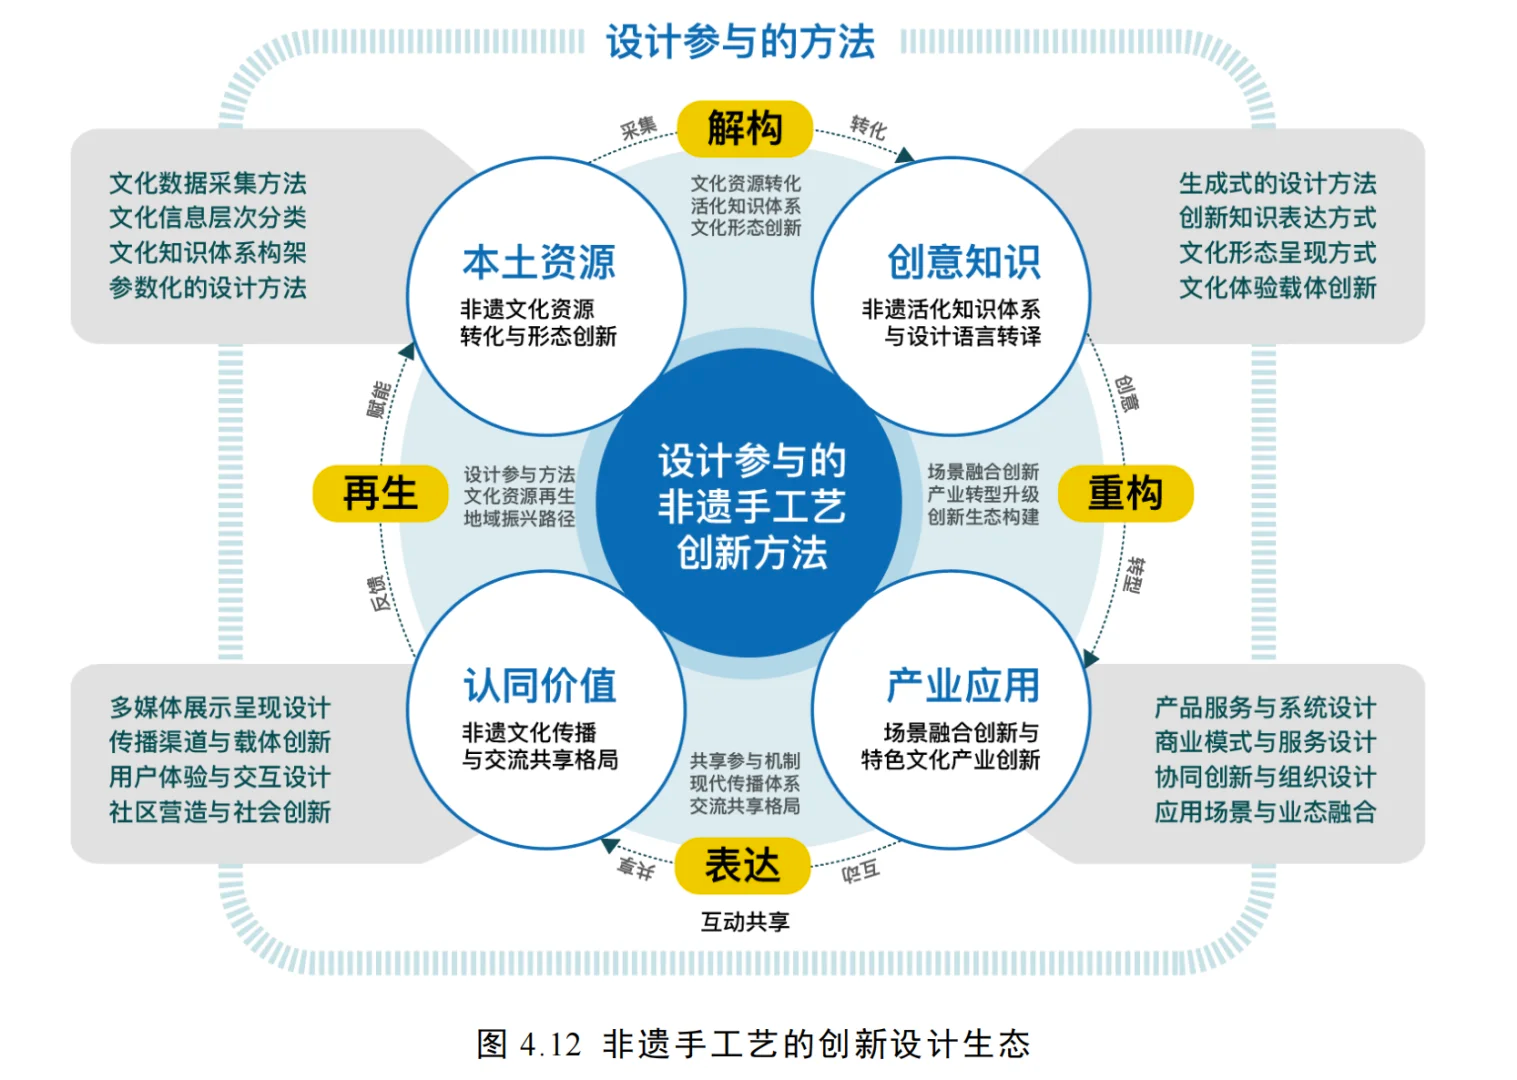 设计参与的方法
采集
解构
转化
文化资源转化
活化知识体系
文化形态创新
文化数据采集方法
文化信息层次分类
文化知识体系构架
参数化的设计方法
本土资源
非遗文化资源
转化与形态创新
创意知识
非遗活化知识体系
与设计语言转译
生成式的设计方法
创新知识表达方式
文化形态呈现方式
文化体验载体创新
赋能
再生
反馈
设计参与方法
文化资源再生
地域振兴路径
设计参与的
非遗手工艺
创新方法
场景融合创新
产业转型升级
创新生态构建
创意
重构
转型
多媒体展示呈现设计
传播渠道与载体创新
用户体验与交互设计
社区营造与社会创新
认同价值
非遗文化传播
与交流共享格局
产业应用
场景融合创新与
特色文化产业创新
产品服务与系统设计
商业模式与服务设计
协同创新与组织设计
应用场景与业态融合
共享参与机制
现代传播体系
交流共享格局
共享
表达
互动
互动共享
图 4.12 非遗手工艺的创新设计生态